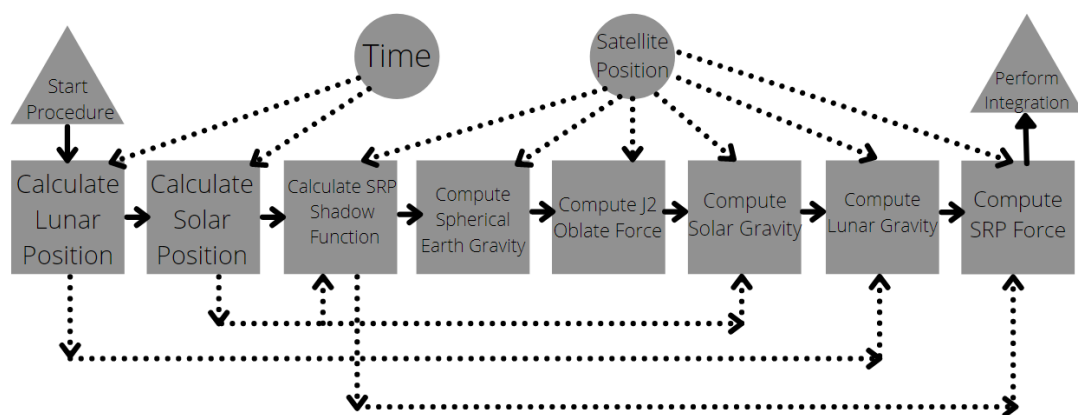 Start
Procedure
Time
Satellite
Position
Perform
Integration
Calculate
Lunar
Position
Calculate
Solar
Position
Calculate SRP
Shadow
Function
Compute
Spherical
Earth Gravity
Compute J2
Oblate Force
Compute
Solar Gravity
Compute
Lunar Gravity
Compute
SRP Force